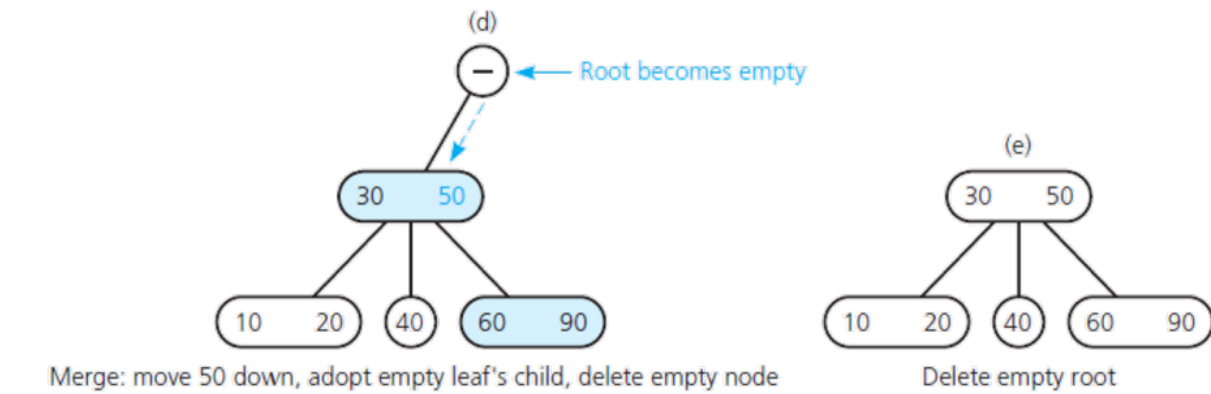 (d)
– Root becomes empty
(e)
30 50
30 50
10 20 40 60 90
10 20 40 60 90
Merge: move 50 down, adopt empty leaf's child, delete empty node
Delete empty root